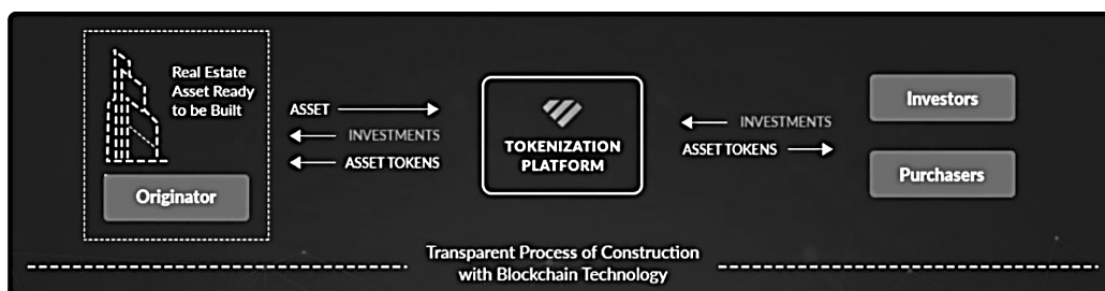 Real Estate
Asset Ready
to be Built
Originator
ASSET
INVESTMENTS
ASSET TOKENS
TOKENIZATION
PLATFORM
INVESTMENTS
ASSET TOKENS
Investors
Purchasers
Transparent Process of Construction
with Blockchain Technology